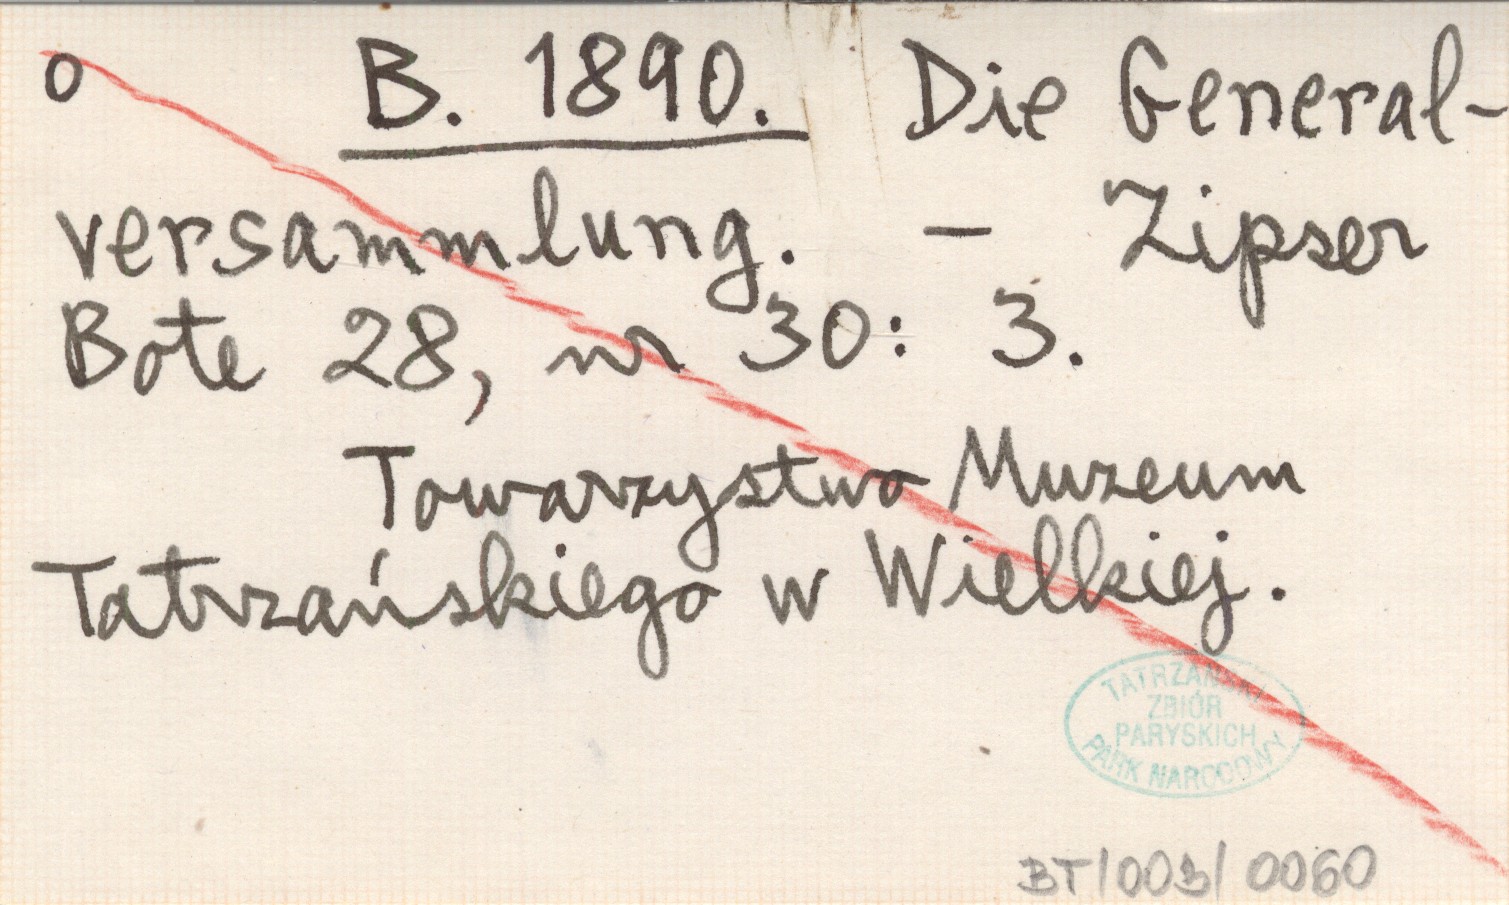 o B. 1890. Die General-
versammlung. - Zipser
Bote 28, nr 30: 3.
Towarzystwo Muzeum
Tatrzańskiego w Wielkiej.
TATRZAŃSKI
ZBIÓR
PARYSKICH
PARK NARODOWY
BT/003/0060